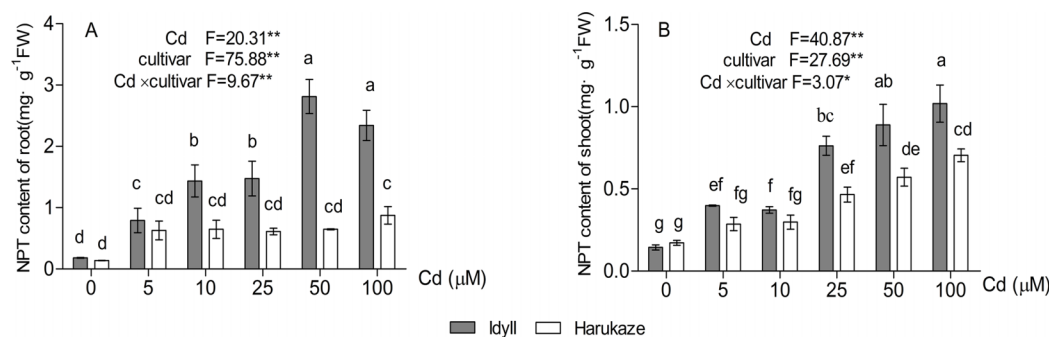 A
Cd F=20.31**
cultivar F=75.88**
Cd ×cultivar F=9.67**
NPT content of root(mg· g⁻¹FW)
4
3
2
1
0
d d c cd b cd b cd a cd a c
0 5 10 25 50 100 Cd (μM)
B
Cd F=40.87**
cultivar F=27.69**
Cd ×cultivar F=3.07*
NPT content of shoot(mg· g⁻¹FW)
1.5
1.0
0.5
0.0
g g ef fg f fg bc ef ab de a cd
0 5 10 25 50 100 Cd (μM)
Idyll Harukaze